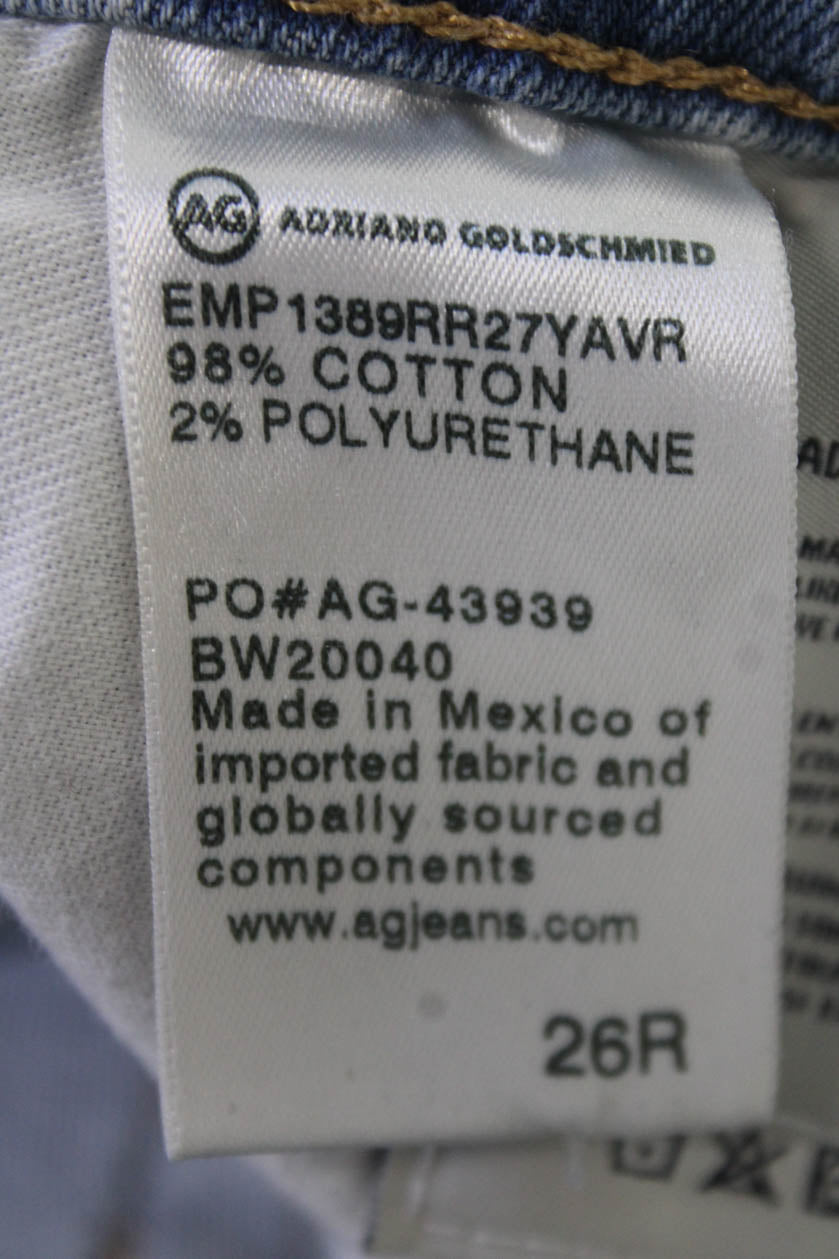 AG ADRIANO GOLDSCHMIED
EMP1389RR27YAVR
98% COTTON
2% POLYURETHANE
PO#AG-43939
BW20040
Made in Mexico of
imported fabric and
globally sourced
components
www.agjeans.com
26R